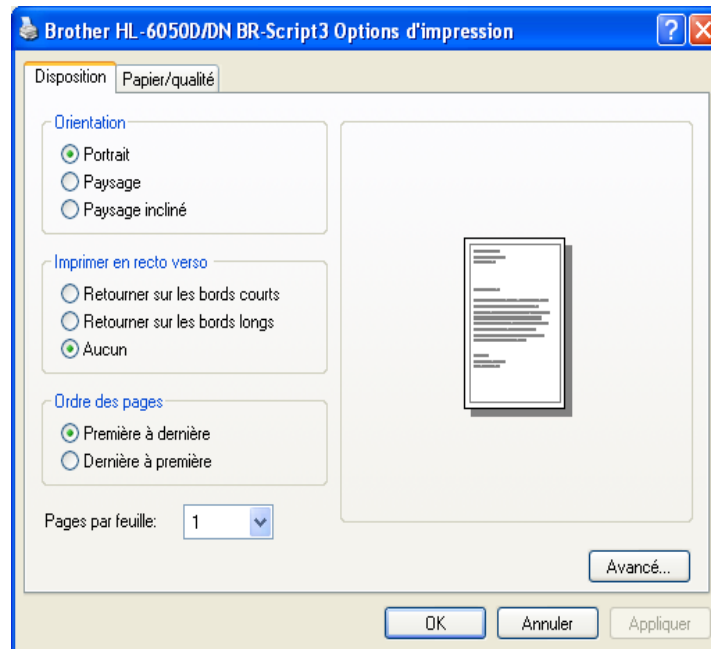 Brother HL-6050D/DN BR-Script3 Options d'impression
Disposition
Papier/qualité
Orientation
Portrait
Paysage
Paysage incliné
Imprimer en recto verso
Retourner sur les bords courts
Retourner sur les bords longs
Aucun
Ordre des pages
Première à dernière
Dernière à première
Pages par feuille:
1
Avancé...
OK
Annuler
Appliquer